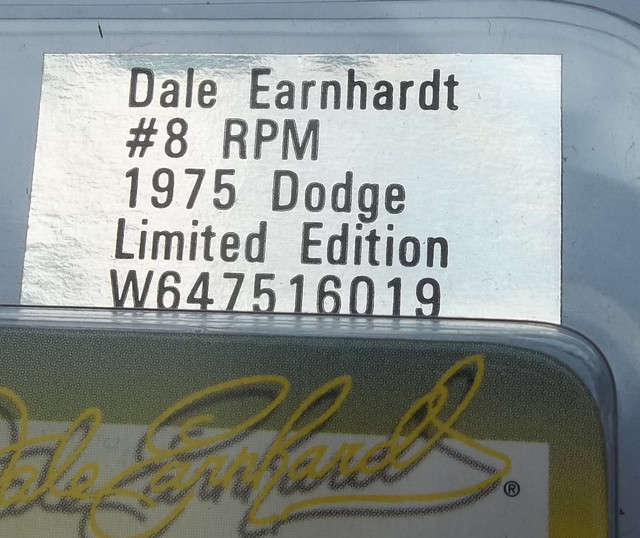 Dale Earnhardt
#8 RPM
1975 Dodge
Limited Edition
W647516019
Dale Earnhardt ®